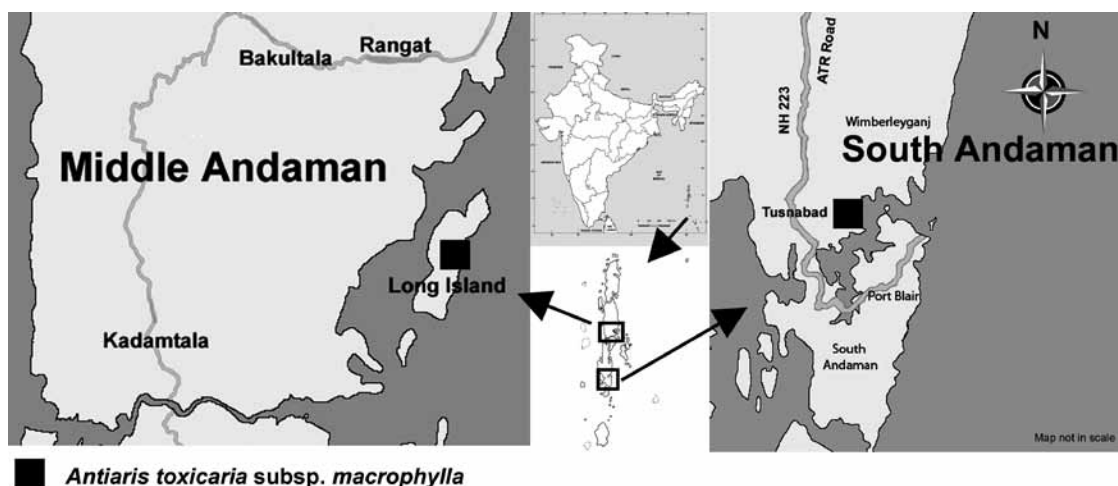 Bakultala
Rangat
Middle Andaman
Long Island
Kadamtala
ATR Road
NH 223
N
Wimberleyganj
South Andaman
Tusnabad
Port Blair
South
Andaman
Map not in scale
Antiaris toxicaria subsp. macrophylla